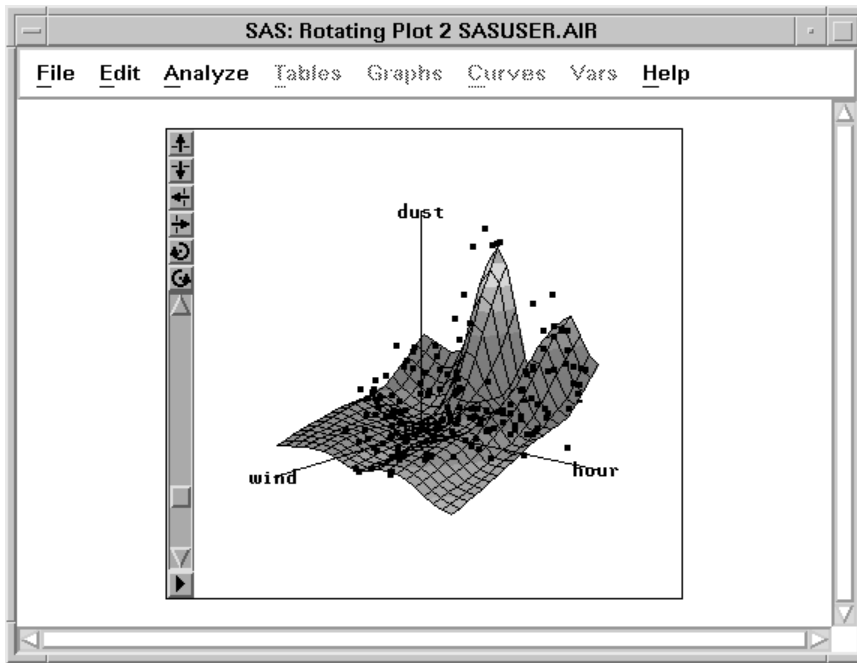 SAS: Rotating Plot 2 SASUSER.AIR
File Edit Analyze Tables Graphs Curves Vars Help
dust
wind
hour